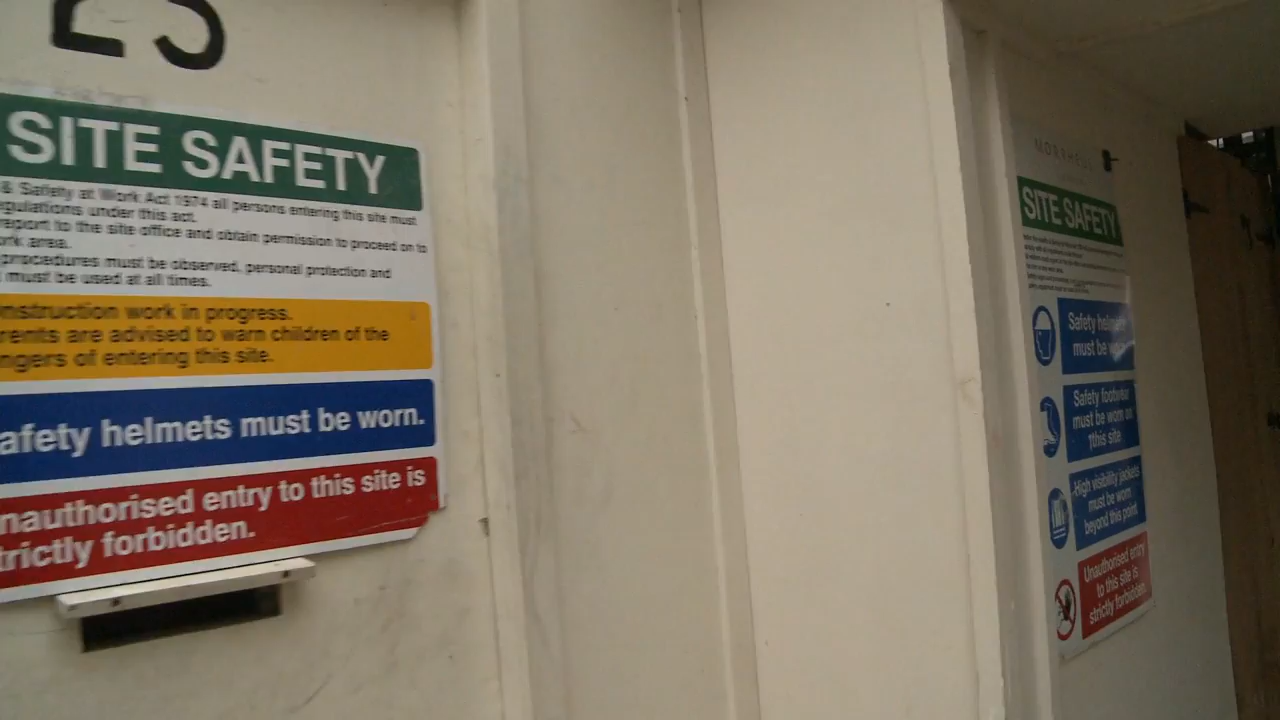 SITE SAFETY
& Safety at Work Act 1974 all persons entering this site must
egulations under this act.
report to the site office and obtain permission to proceed on to
ork area.
procedures must be observed, personal protection and
must be used at all times.
nstruction work in progress.
rents are advised to warn children of the
ngers of entering this site.
afety helmets must be worn.
nauthorised entry to this site is
trictly forbidden.
SITE SAFETY
Safety helmets
must be worn
Safety footwear
must be worn on
this site
High visibility jackets
must be worn
beyond this point
Unauthorised entry
to this site is
strictly forbidden.